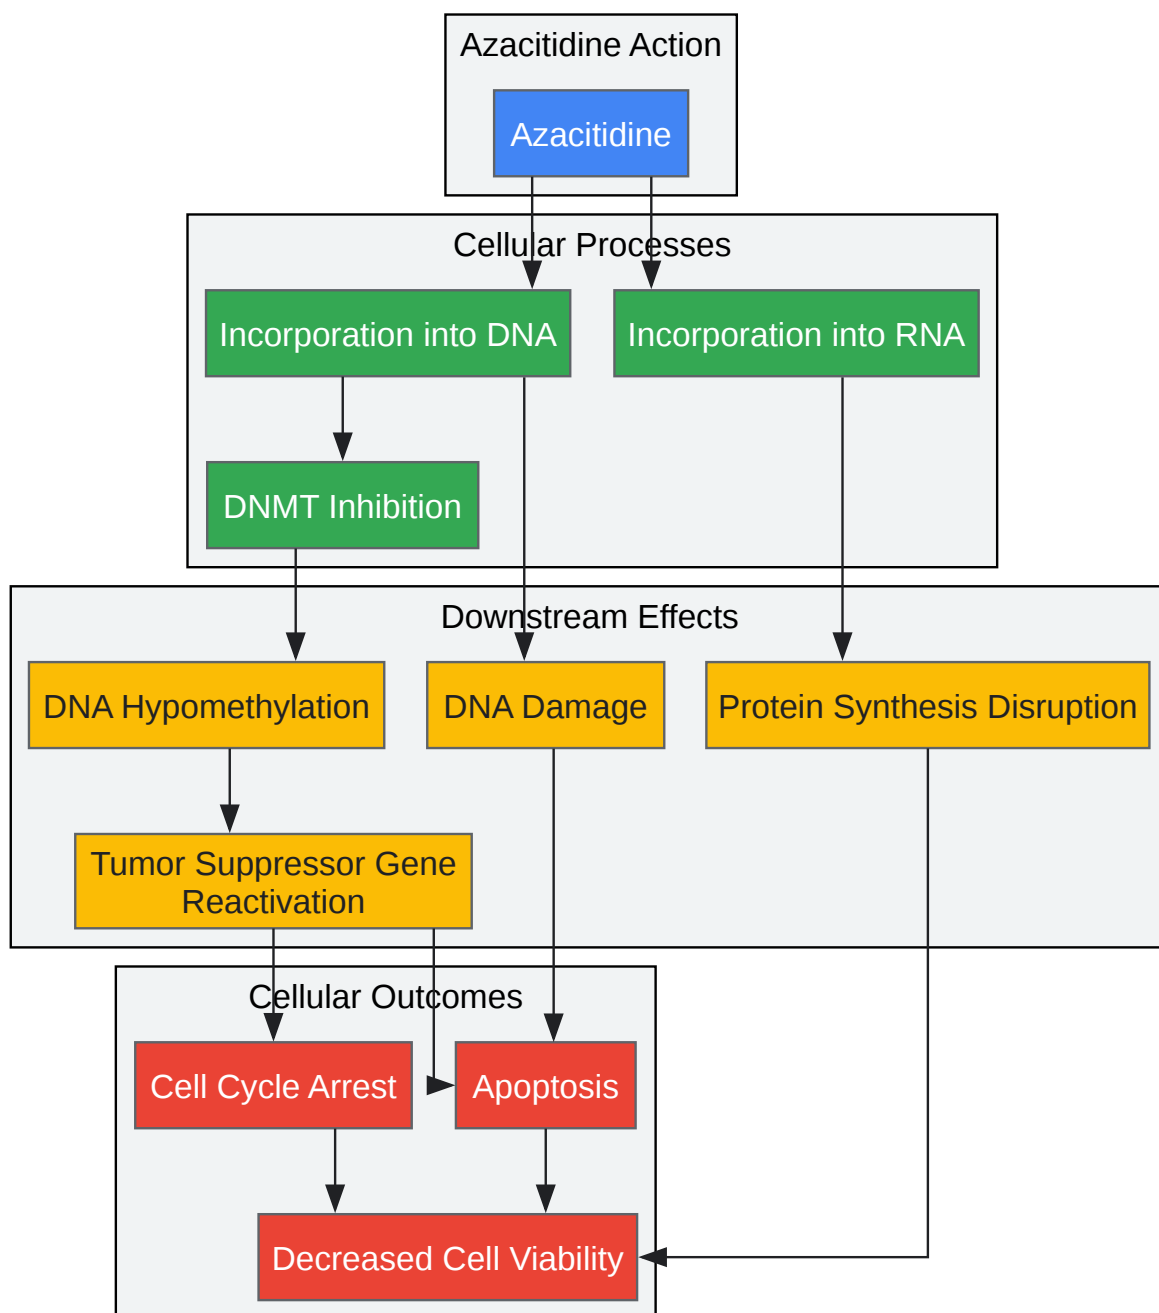 Azacitidine Action
Azacitidine
Cellular Processes
Incorporation into DNA
Incorporation into RNA
DNMT Inhibition
Downstream Effects
DNA Hypomethylation
DNA Damage
Protein Synthesis Disruption
Tumor Suppressor Gene
Reactivation
Cellular Outcomes
Cell Cycle Arrest
Apoptosis
Decreased Cell Viability